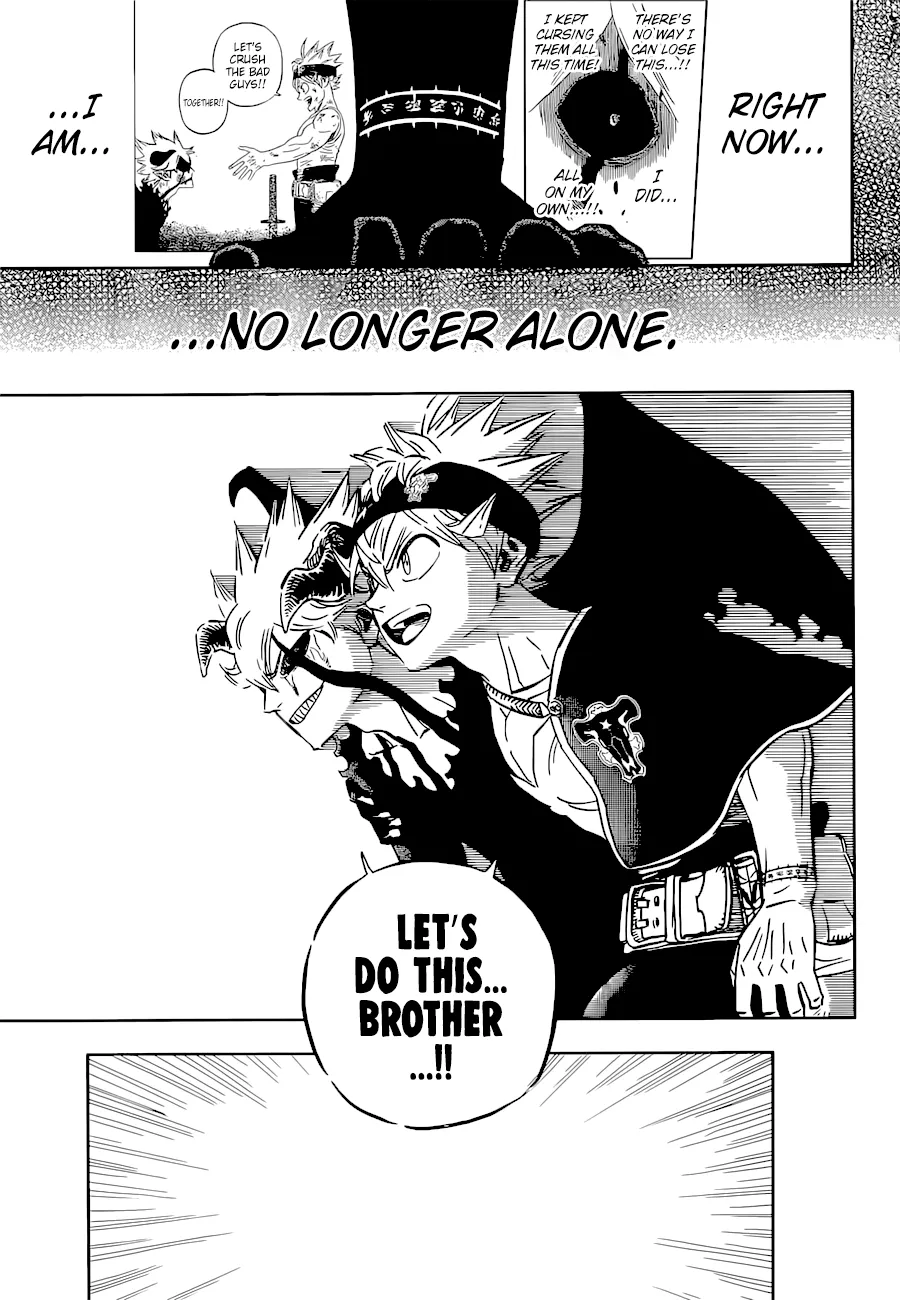 RIGHT
NOW...
THERE'S
NO WAY I
CAN LOSE
THIS...!!
I KEPT
CURSING
THEM ALL
THIS TIME!
I
DID...
ALL
ON MY
OWN...!!
LET'S
CRUSH
THE BAD
GUYS!!
TOGETHER!!
...I
AM...
...NO LONGER ALONE.
LET'S
DO THIS...
BROTHER
...!!